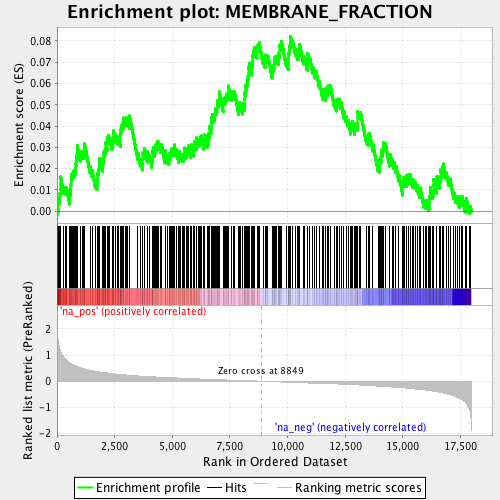 Enrichment plot: MEMBRANE_FRACTION
Enrichment score (ES)
0.08
0.07
0.06
0.05
0.04
0.03
0.02
0.01
0.00
'na_pos' (positively correlated)
Ranked list metric (PreRanked)
2
1
0
-1
-2
Zero cross at 8849
'na_neg' (negatively correlated)
0
2,500
5,000
7,500
10,000
12,500
15,000
17,500
Rank in Ordered Dataset
Enrichment profile
Hits
Ranking metric scores